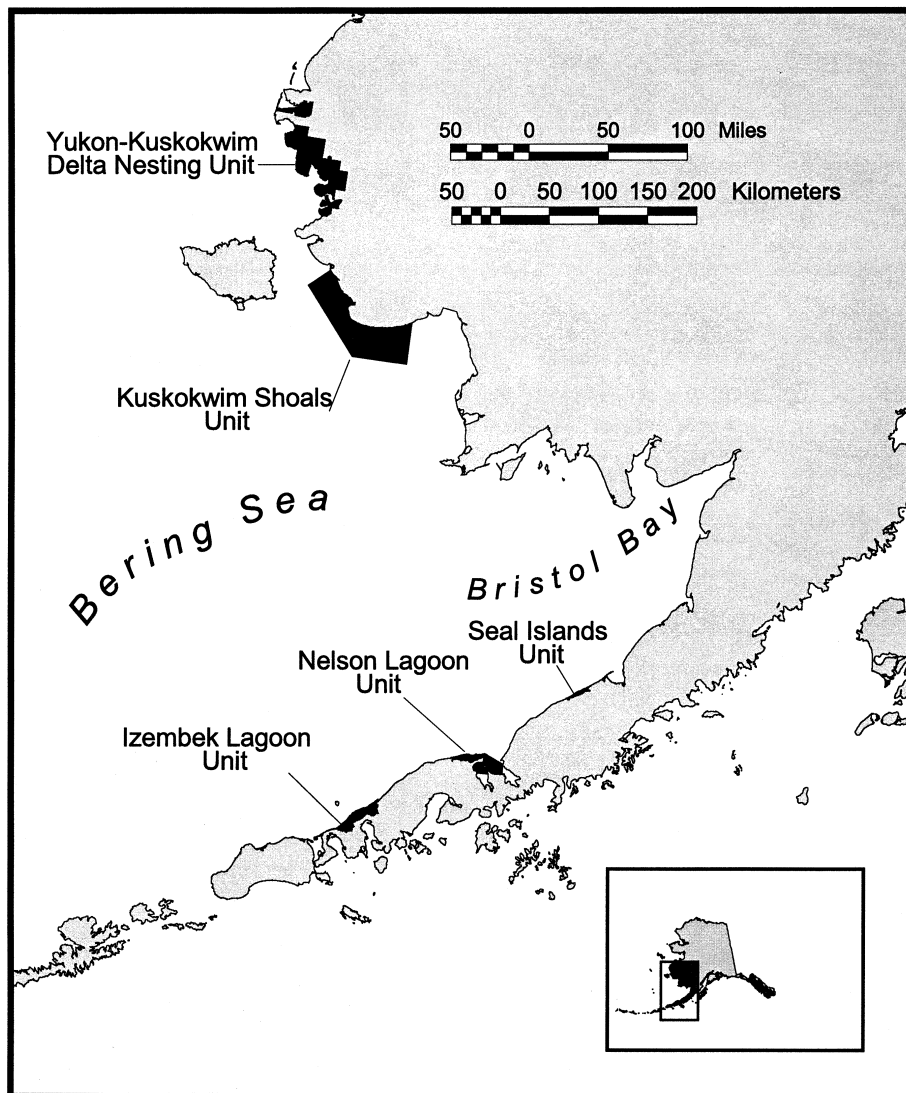 50 0 50 100 Miles
Yukon-Kuskokwim
Delta Nesting Unit
50 0 50 100 150 200 Kilometers
Kuskokwim Shoals
Unit
Bering Sea
Bristol Bay
Seal Islands
Unit
Nelson Lagoon
Unit
Izembek Lagoon
Unit